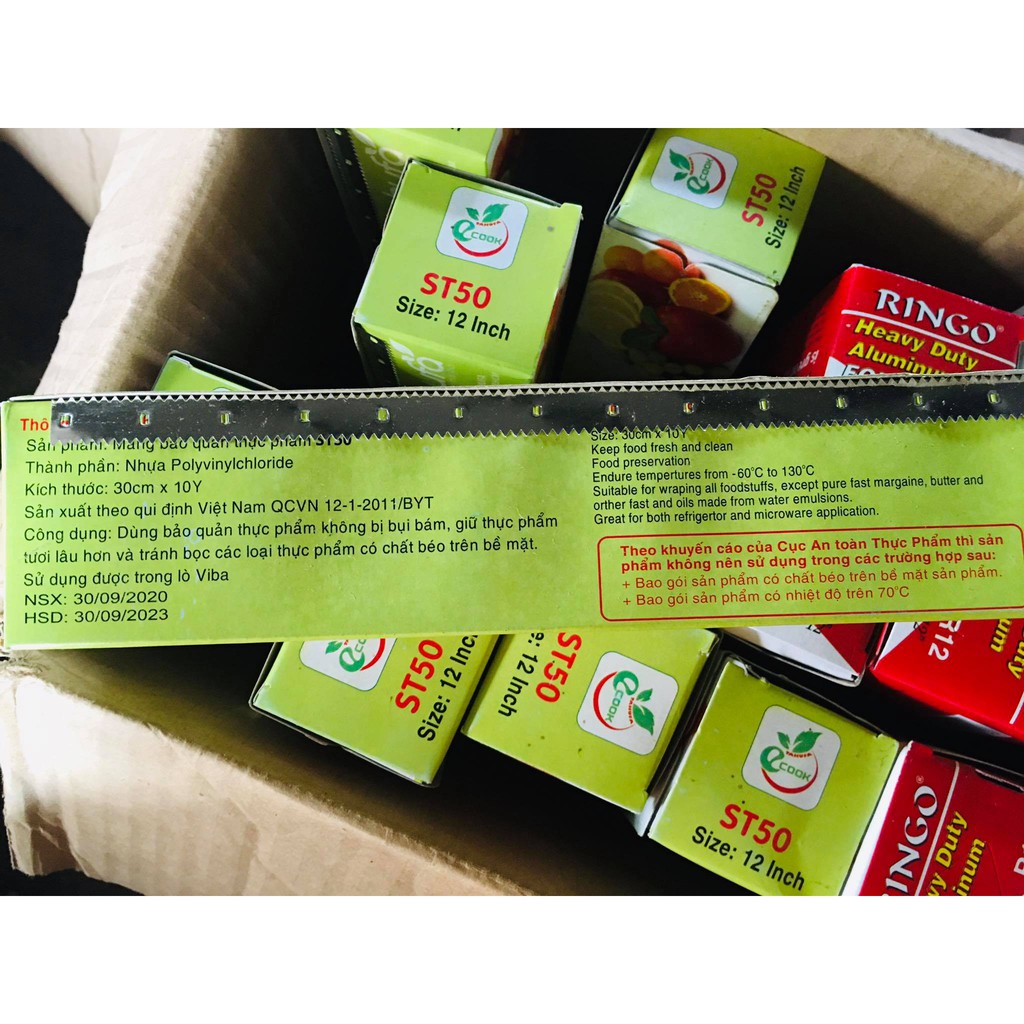 ecook
ST50
Size: 12 Inch
ecook
ST50
Size: 12 Inch
RINGO®
Heavy Duty
Aluminum
Thô
Sản phẩm: Màng bảo quản thực phẩm ST50
Thành phần: Nhựa Polyvinylchloride
Kích thước: 30cm x 10Y
Sản xuất theo qui định Việt Nam QCVN 12-1-2011/BYT
Công dụng: Dùng bảo quản thực phẩm không bị bụi bám, giữ thực phẩm
tươi lâu hơn và tránh bọc các loại thực phẩm có chất béo trên bề mặt.
Sử dụng được trong lò Viba
NSX: 30/09/2020
HSD: 30/09/2023
Size: 30cm x 10Y
Keep food fresh and clean
Food preservation
Endure tempertures from -60°C to 130°C
Suitable for wraping all foodstuffs, except pure fast margaine, butter and
orther fast and oils made from water emulsions.
Great for both refrigertor and microware application.
Theo khuyến cáo của Cục An toàn Thực Phẩm thì sản
phẩm không nên sử dụng trong các trường hợp sau:
+ Bao gói sản phẩm có chất béo trên bề mặt sản phẩm.
+ Bao gói sản phẩm có nhiệt độ trên 70°C
ST50
Size: 12 Inch
ST50
12 Inch
ecook
ecook
ST50
Size: 12 Inch
RINGO®
Duty